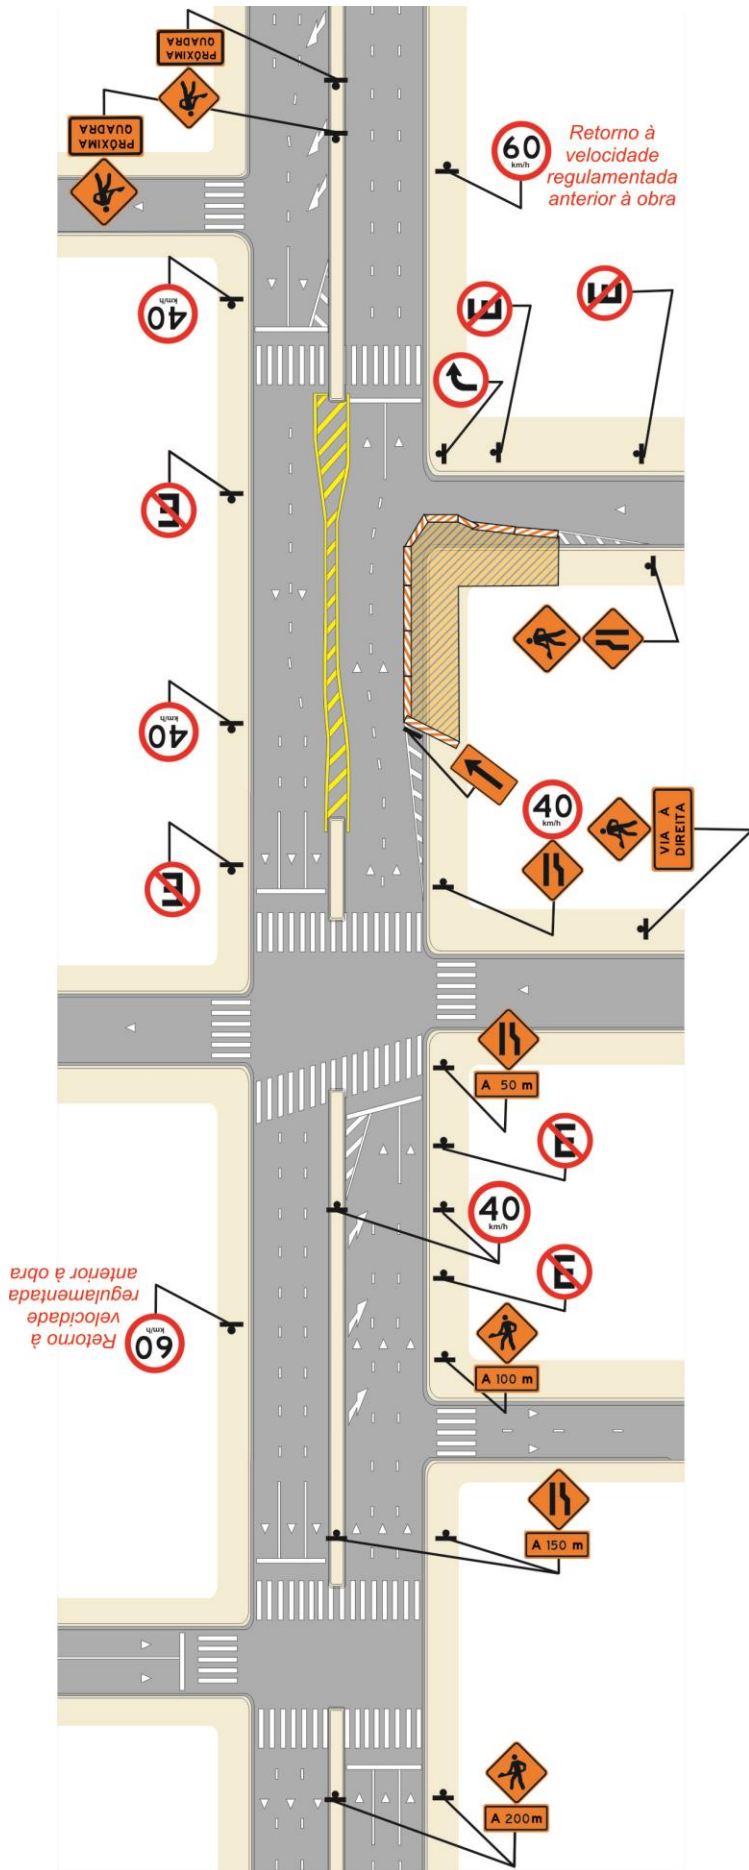 PRÓXIMA
QUADRA
PRÓXIMA
QUADRA
60
km/h
Retorno à
velocidade
regulamentada
anterior à obra
40
km/h
E
E
E
40
km/h
40
km/h
VIA À
DIREITA
E
A 50 m
E
40
km/h
E
Retorno à
velocidade
regulamentada
anterior à obra
60
km/h
A 100 m
A 150 m
A 200m